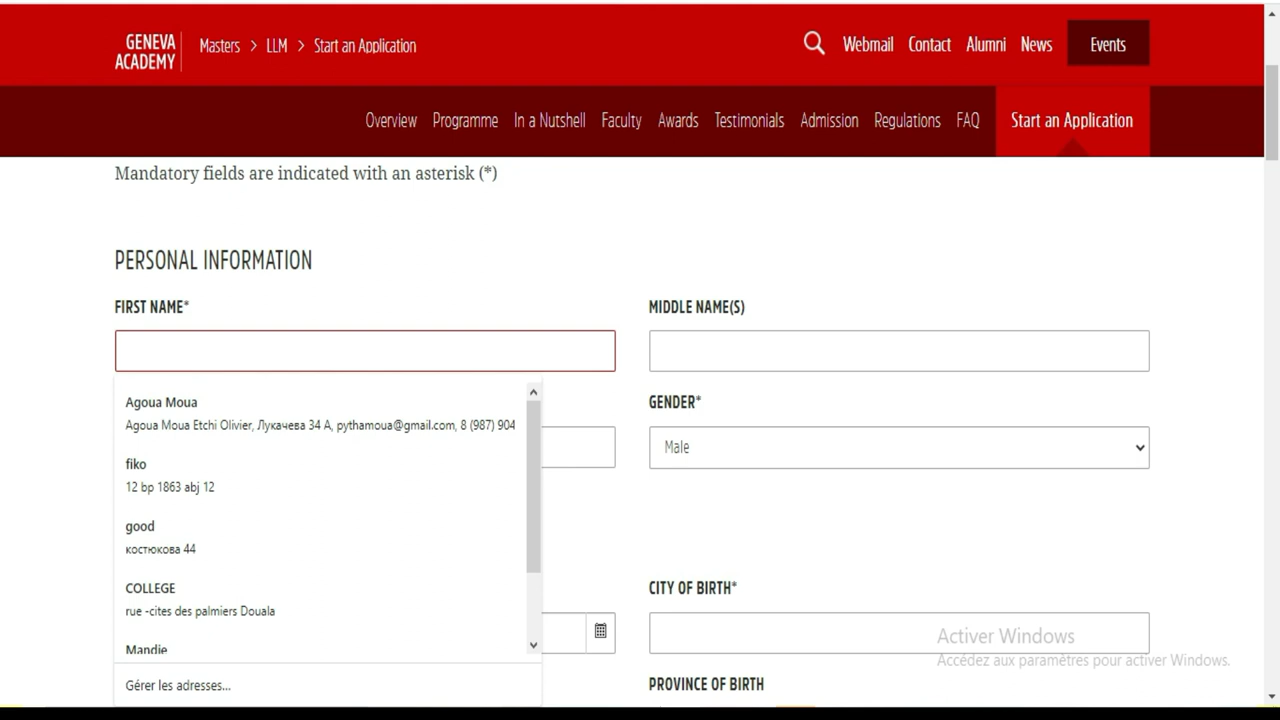 GENEVA
ACADEMY
Masters > LLM > Start an Application
Webmail Contact Alumni News Events
Overview Programme In a Nutshell Faculty Awards Testimonials Admission Regulations FAQ Start an Application
Mandatory fields are indicated with an asterisk (*)
PERSONAL INFORMATION
FIRST NAME*
MIDDLE NAME(S)
Agoua Moua
Agoua Moua Etchi Olivier, Лукачева 34 А, pythamoua@gmail.com, 8 (987) 904
GENDER*
Male
fiko
12 bp 1863 abj 12
good
костюкова 44
COLLEGE
rue -cites des palmiers Douala
Mandie
Gérer les adresses...
CITY OF BIRTH*
Activer Windows
Accédez aux paramètres pour activer Windows.
PROVINCE OF BIRTH